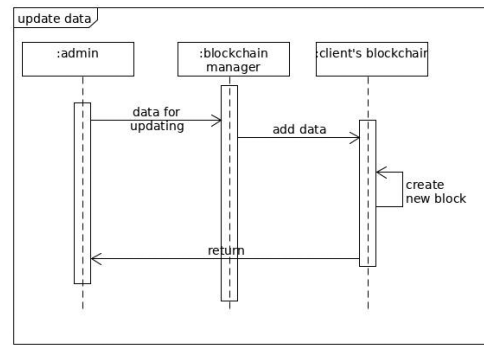 update data
:admin
:blockchain
manager
:client's blockchain
data for
updating
add data
create
new block
return